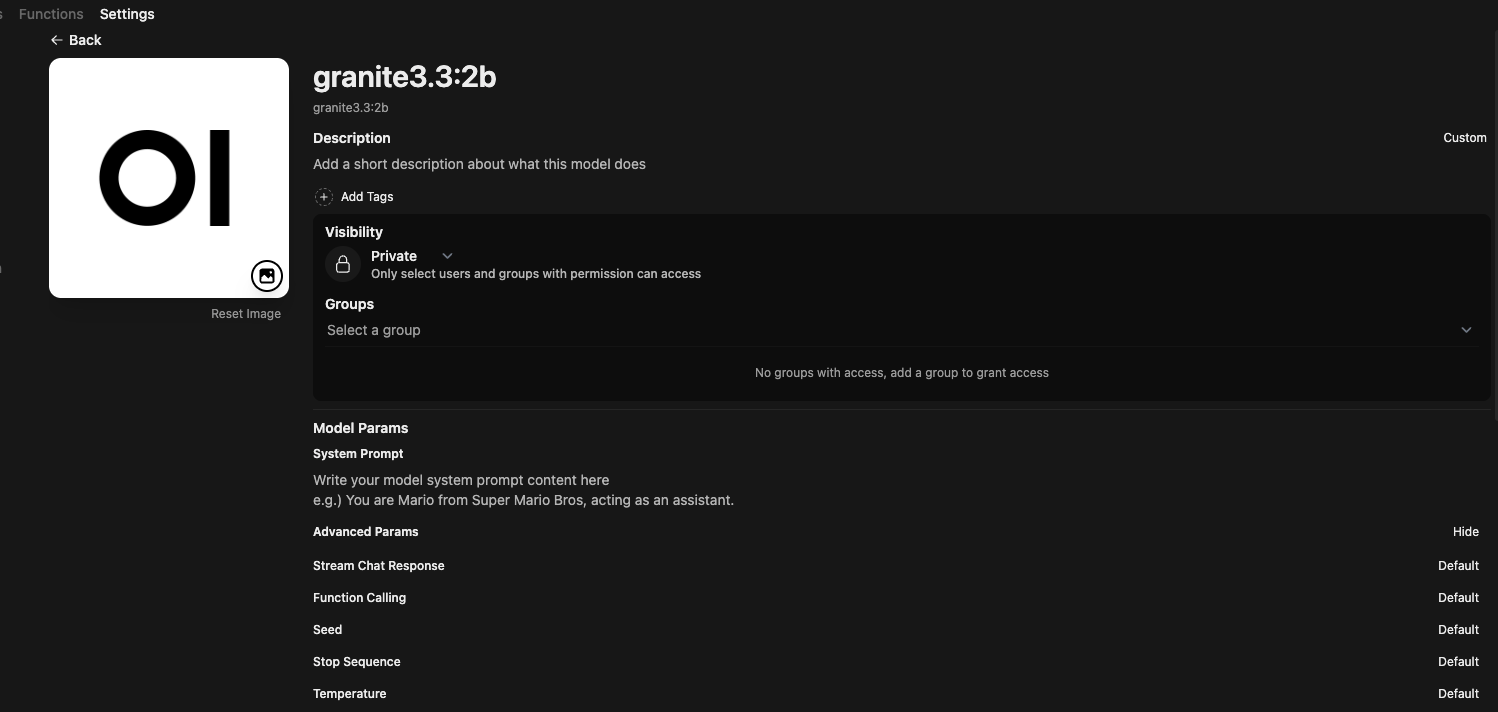 Functions Settings
← Back
OI
granite3.3:2b
granite3.3:2b
Description Custom
Add a short description about what this model does
+ Add Tags
Visibility
Private
Only select users and groups with permission can access
Groups
Reset Image
Select a group
No groups with access, add a group to grant access
Model Params
System Prompt
Write your model system prompt content here
e.g.) You are Mario from Super Mario Bros, acting as an assistant.
Advanced Params Hide
Stream Chat Response Default
Function Calling Default
Seed Default
Stop Sequence Default
Temperature Default